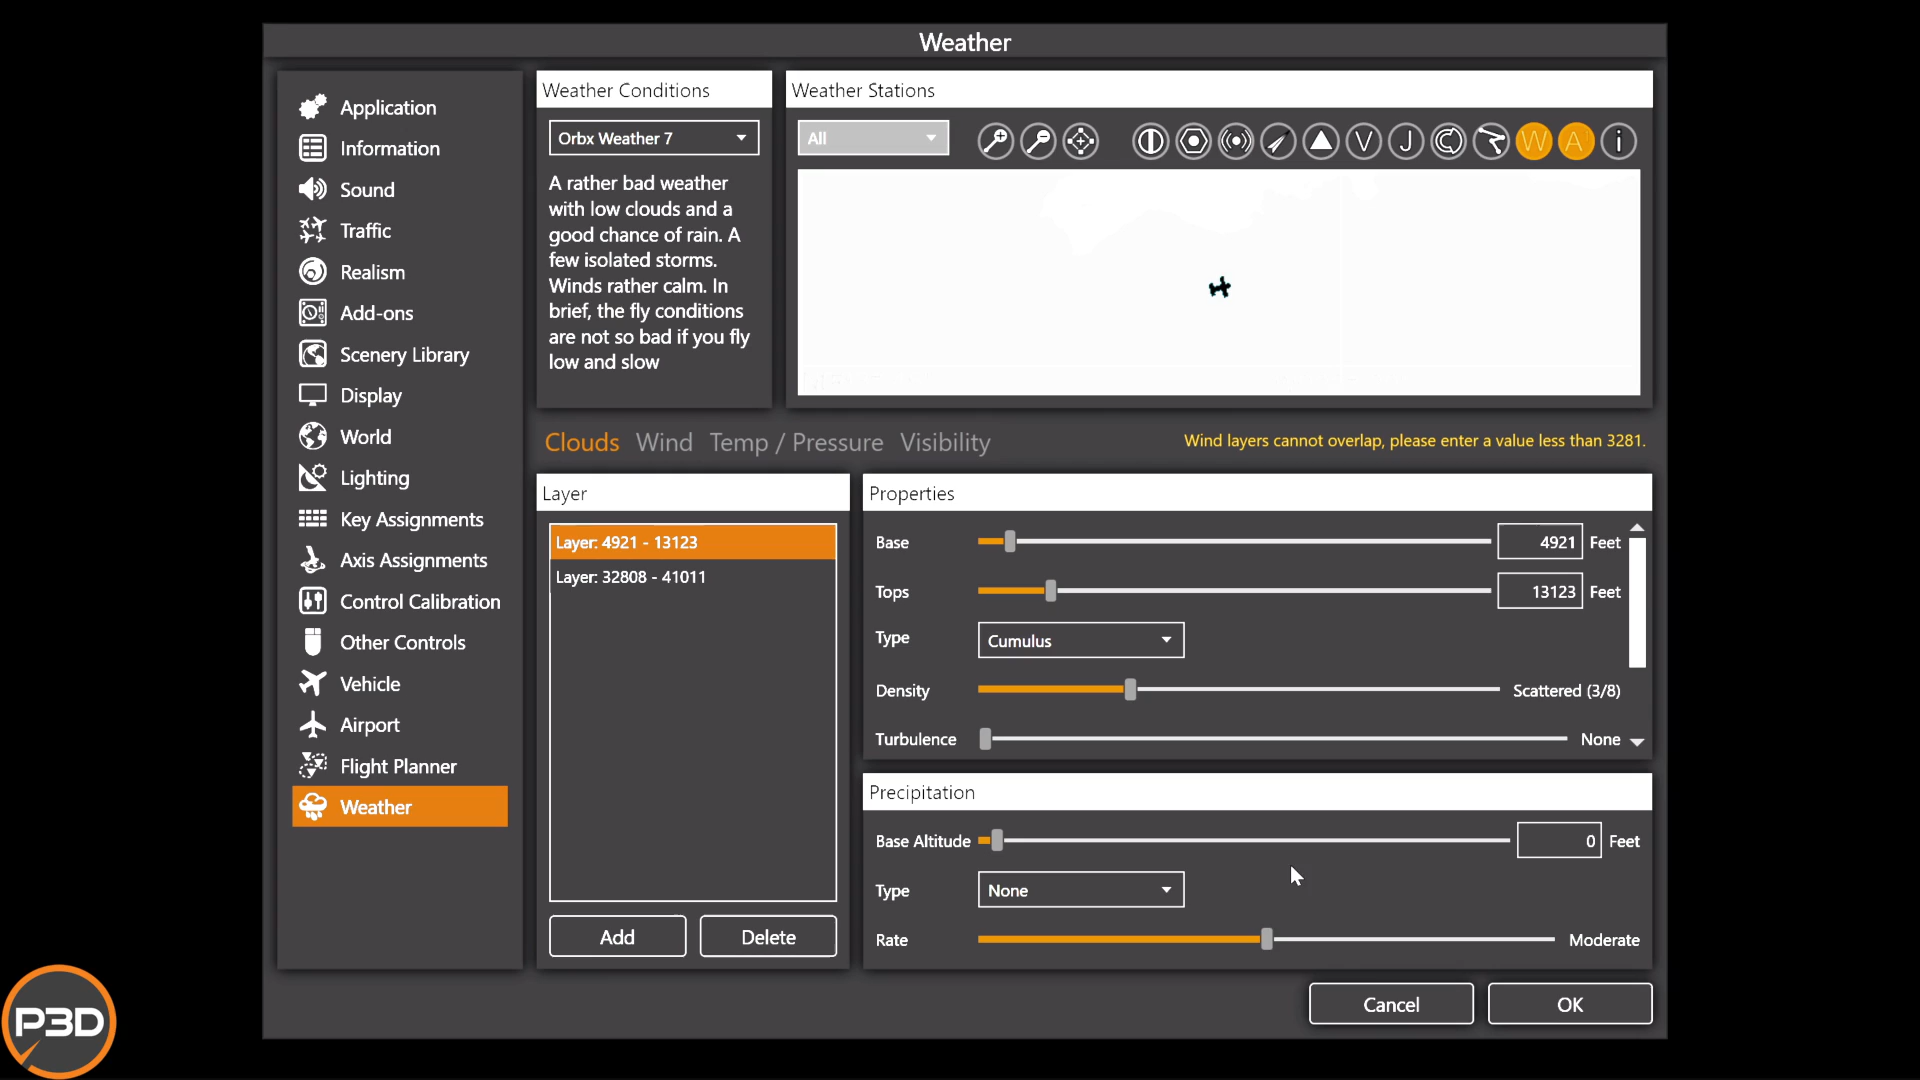 Weather
Application
Information
Sound
Traffic
Realism
Add-ons
Scenery Library
Display
World
Lighting
Key Assignments
Axis Assignments
Control Calibration
Other Controls
Vehicle
Airport
Flight Planner
Weather
Weather Conditions
Orbx Weather 7
A rather bad weather
with low clouds and a
good chance of rain. A
few isolated storms.
Winds rather calm. In
brief, the fly conditions
are not so bad if you fly
low and slow
Weather Stations
All
V J C W A i
Clouds Wind Temp / Pressure Visibility
Wind layers cannot overlap, please enter a value less than 3281.
Layer
Layer: 4921 - 13123
Layer: 32808 - 41011
Add Delete
Properties
Base 4921 Feet
Tops 13123 Feet
Type Cumulus
Density Scattered (3/8)
Turbulence None
Precipitation
Base Altitude 0 Feet
Type None
Rate Moderate
Cancel OK
P3D